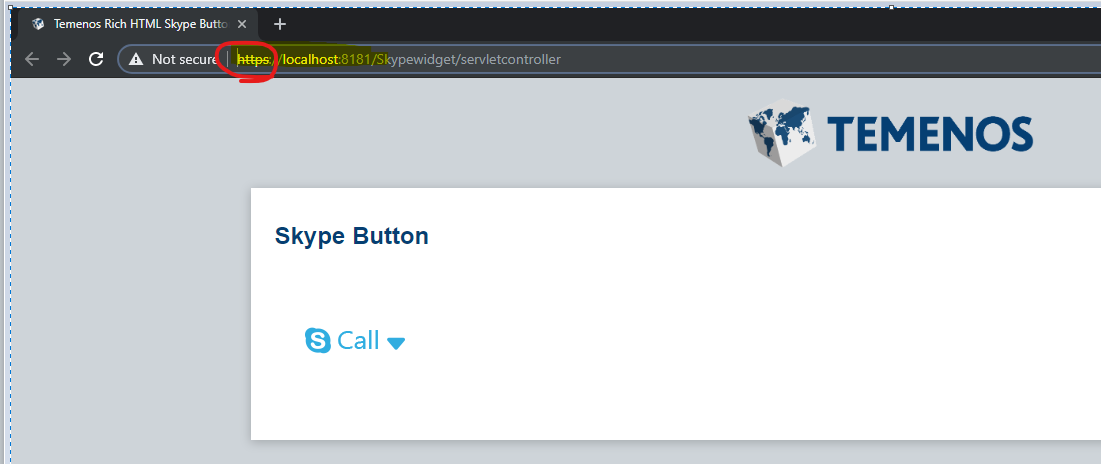 Temenos Rich HTML Skype Butto
Not secure | https://localhost:8181/Skypewidget/servletcontroller
TEMENOS
Skype Button
Call